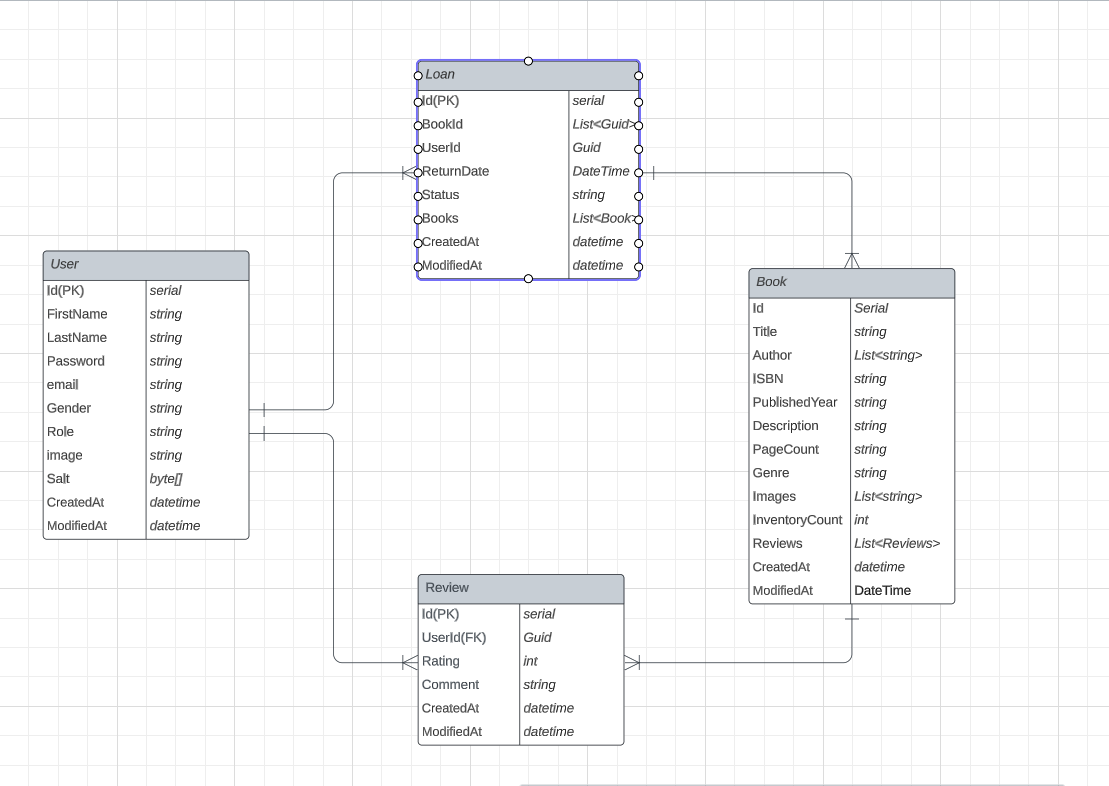 Loan
Id(PK) serial
BookId List<Guid>
UserId Guid
ReturnDate DateTime
Status string
Books List<Book>
CreatedAt datetime
ModifiedAt datetime
User
Id(PK) serial
FirstName string
LastName string
Password string
email string
Gender string
Role string
image string
Salt byte[]
CreatedAt datetime
ModifiedAt datetime
Book
Id Serial
Title string
Author List<string>
ISBN string
PublishedYear string
Description string
PageCount string
Genre string
Images List<string>
InventoryCount int
Reviews List<Reviews>
CreatedAt datetime
ModifiedAt DateTime
Review
Id(PK) serial
UserId(FK) Guid
Rating int
Comment string
CreatedAt datetime
ModifiedAt datetime